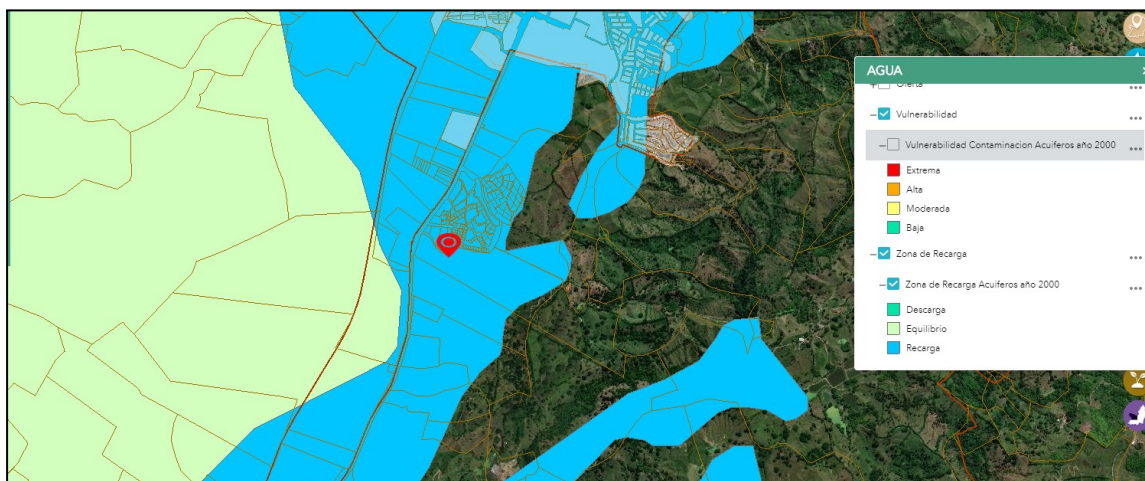 AGUA
Oferta
Vulnerabilidad
Vulnerabilidad Contaminacion Acuiferos año 2000
Extrema
Alta
Moderada
Baja
Zona de Recarga
Zona de Recarga Acuiferos año 2000
Descarga
Equilibrio
Recarga